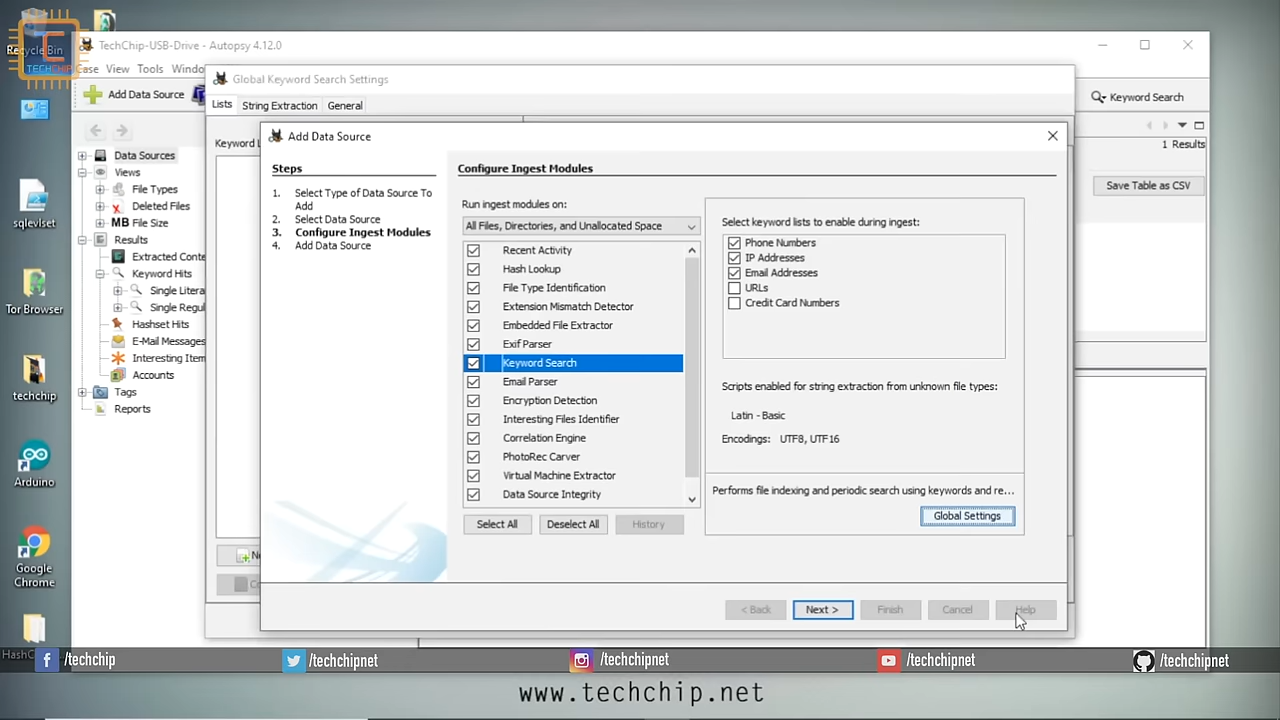 Recycle Bin
TECHCHIP
sqlevlset
Tor Browser
techchip
Arduino
Google
Chrome
TechChip-USB-Drive - Autopsy 4.12.0
Case View Tools Windo
Add Data Source
Keyword Search
Data Sources
Views
File Types
Deleted Files
MB File Size
Results
Extracted Conte
Keyword Hits
Single Litera
Single Regul
Hashset Hits
E-Mail Messages
Interesting Item
Accounts
Tags
Reports
1 Results
Save Table as CSV
Global Keyword Search Settings
Lists String Extraction General
Keyword L
Ne
Add Data Source
Steps
1. Select Type of Data Source To
Add
2. Select Data Source
3. Configure Ingest Modules
4. Add Data Source
Configure Ingest Modules
Run ingest modules on:
All Files, Directories, and Unallocated Space
Recent Activity
Hash Lookup
File Type Identification
Extension Mismatch Detector
Embedded File Extractor
Exif Parser
Keyword Search
Email Parser
Encryption Detection
Interesting Files Identifier
Correlation Engine
PhotoRec Carver
Virtual Machine Extractor
Data Source Integrity
Select All Deselect All History
Select keyword lists to enable during ingest:
Phone Numbers
IP Addresses
Email Addresses
URLs
Credit Card Numbers
Scripts enabled for string extraction from unknown file types:
Latin - Basic
Encodings: UTF8, UTF16
Performs file indexing and periodic search using keywords and re...
Global Settings
< Back Next > Finish Cancel Help
/techchip /techchipnet /techchipnet /techchipnet /techchipnet
www.techchip.net